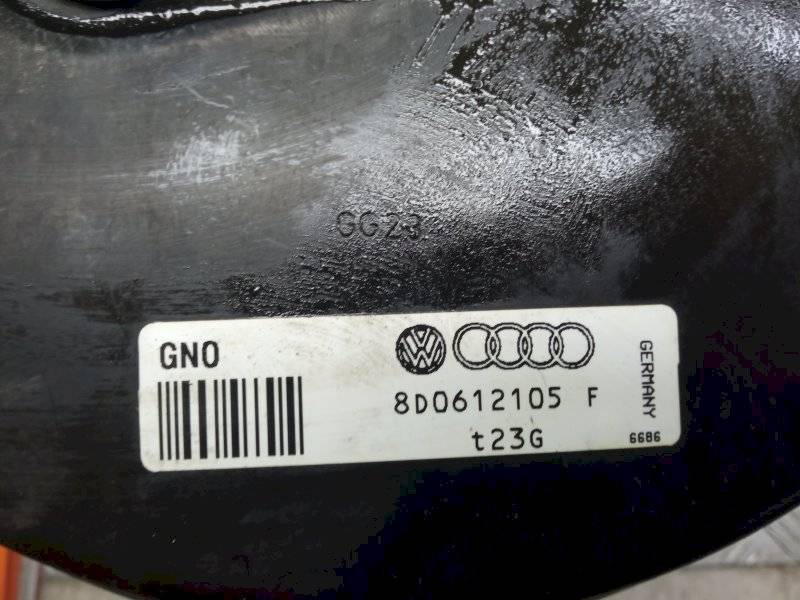 GG23
GNO
8D0612105 F
t23G
GERMANY
6686